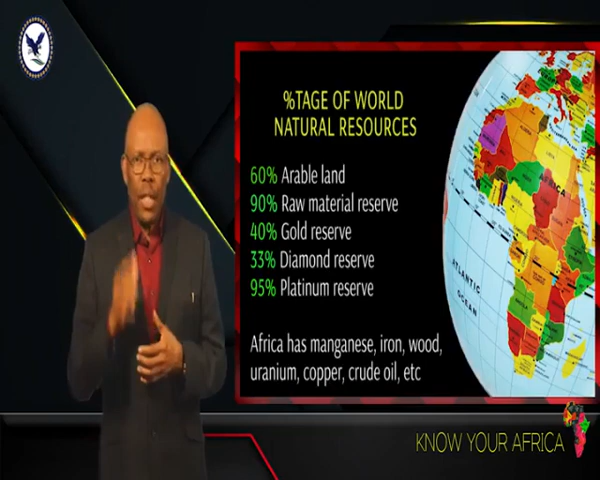 %TAGE OF WORLD
NATURAL RESOURCES
60% Arable land
90% Raw material reserve
40% Gold reserve
33% Diamond reserve
95% Platinum reserve
Africa has manganese, iron, wood,
uranium, copper, crude oil, etc
AFRICA
ATLANTIC
OCEAN
KNOW YOUR AFRICA